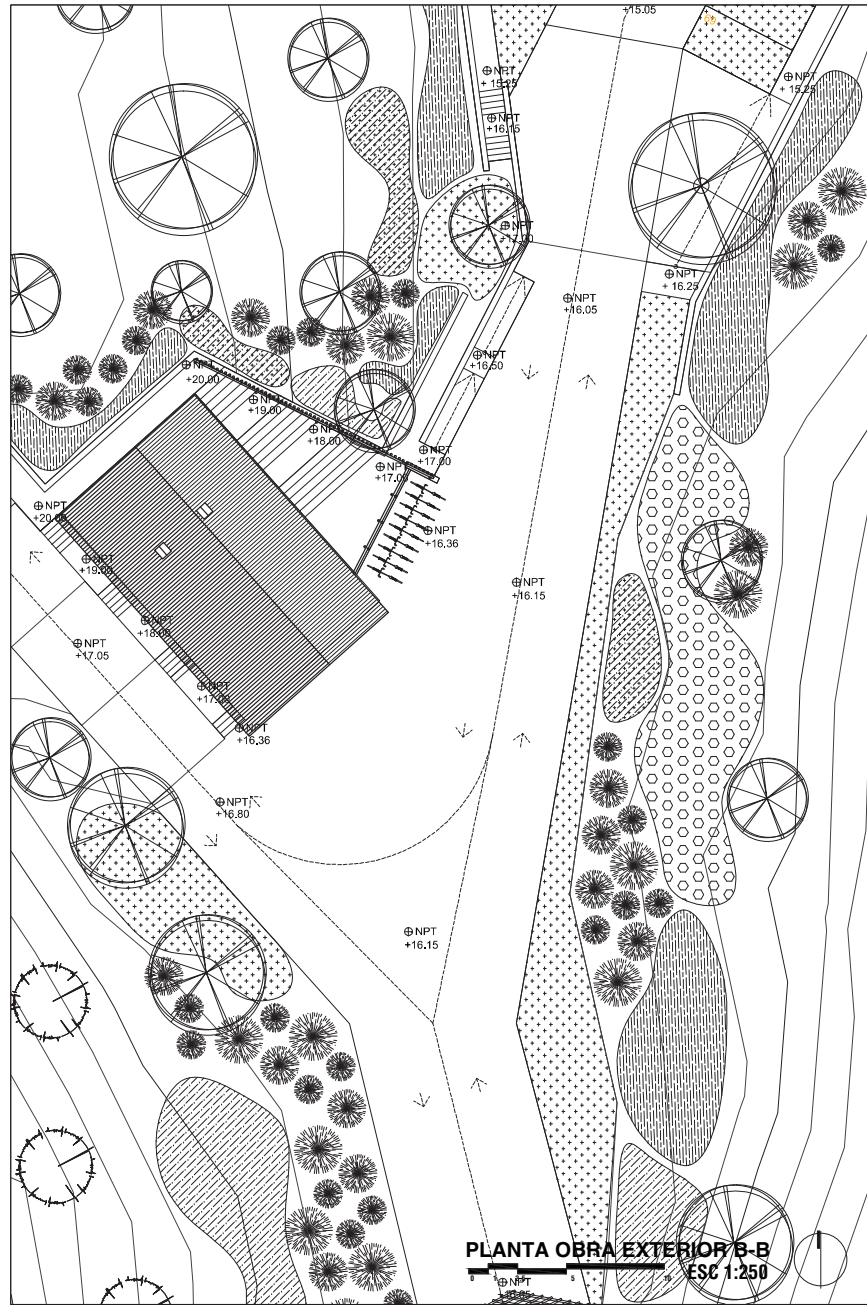 +15.05
NPT
+ 15.25
NPT
+ 15.25
NPT
+16.15
NPT
NPT
+ 16.25
NPT
+16.05
NPT
+16.50
NPT
+20.00
NPT
+19.00
NPT
+18.00
NPT
+17.00
NPT
+17.00
NPT
+20.00
NPT
+16.36
NPT
+19.00
NPT
+16.15
NPT
+18.00
NPT
+17.05
NPT
+17.00
NPT
+16.36
NPT
+16.80
NPT
+16.15
PLANTA OBRA EXTERIOR B-B
ESC 1:250
0 5 10
NPT